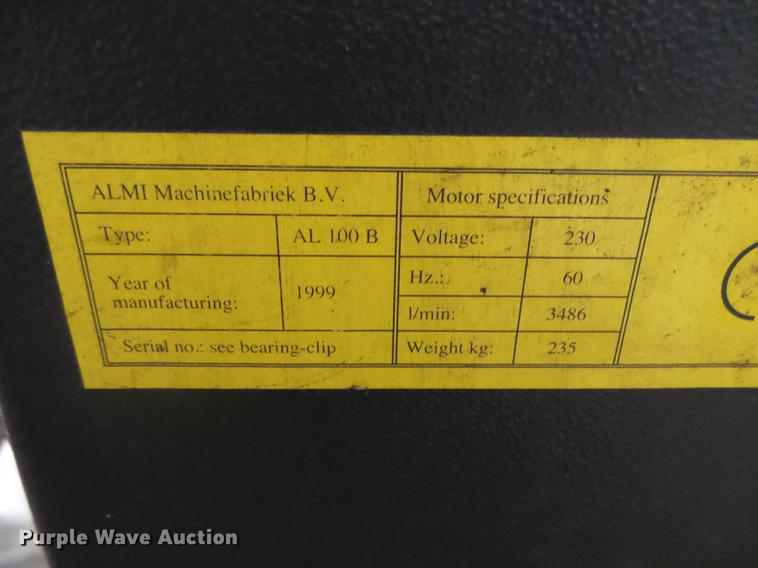 ALMI Machinefabriek B.V.
Type: AL 100 B
Year of
manufacturing: 1999
Serial no.: see bearing-clip
Motor specifications
Voltage: 230
Hz.: 60
l/min: 3486
Weight kg: 235
Purple Wave Auction